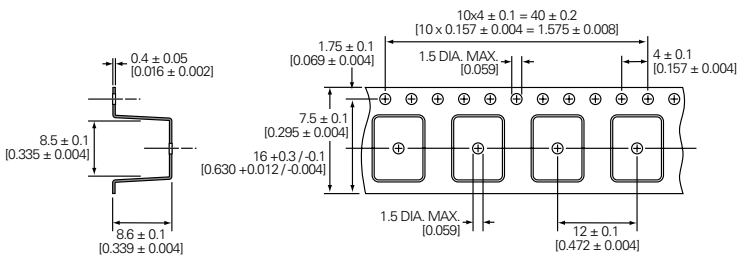 10x4 ± 0.1 = 40 ± 0.2
[10 x 0.157 ± 0.004 = 1.575 ± 0.008]
0.4 ± 0.05
[0.016 ± 0.002]
1.75 ± 0.1
[0.069 ± 0.004]
1.5 DIA. MAX.
[0.059]
4 ± 0.1
[0.157 ± 0.004]
8.5 ± 0.1
[0.335 ± 0.004]
7.5 ± 0.1
[0.295 ± 0.004]
16 +0.3 / -0.1
[0.630 +0.012 / -0.004]
8.6 ± 0.1
[0.339 ± 0.004]
1.5 DIA. MAX.
[0.059]
12 ± 0.1
[0.472 ± 0.004]